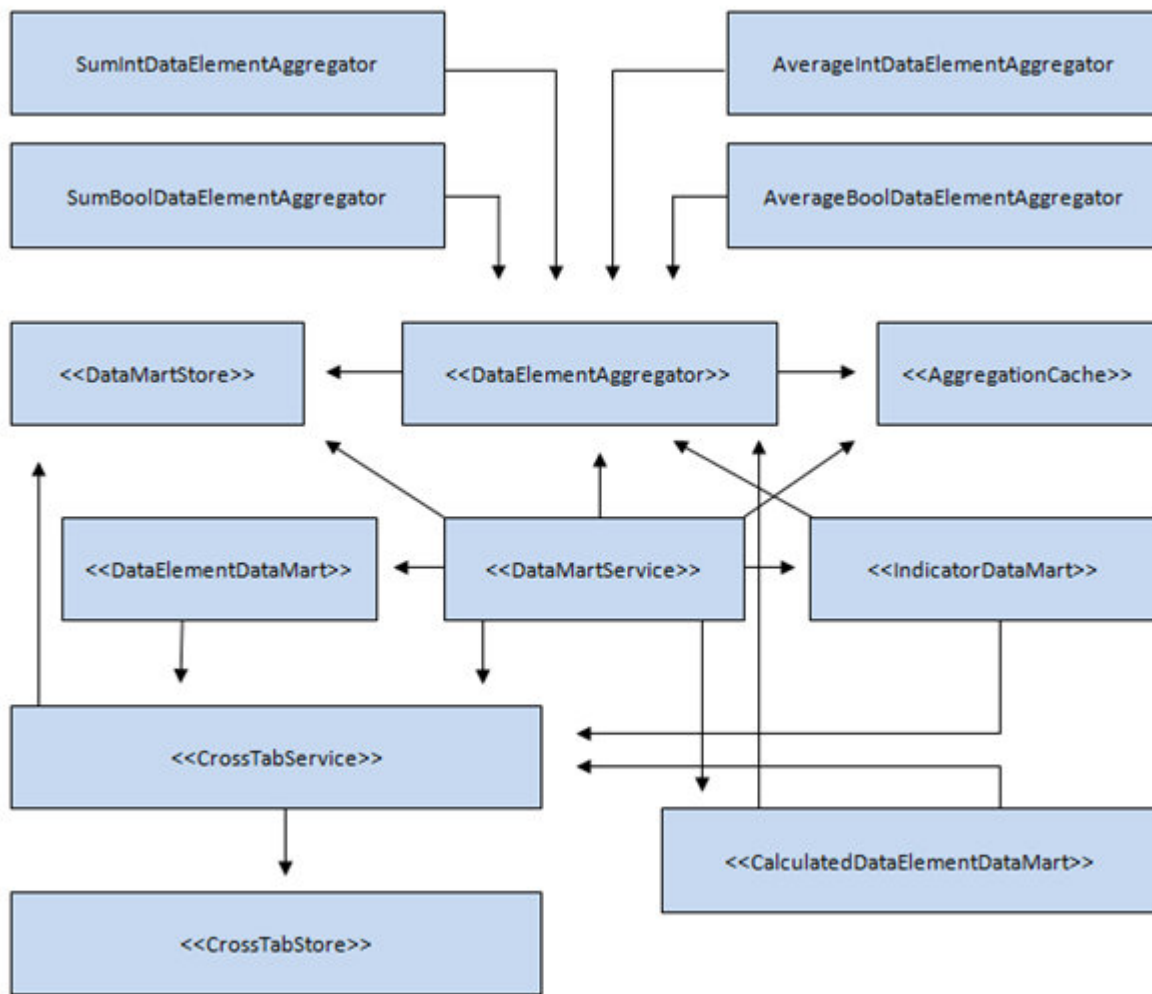 SumIntDataElementAggregator
AverageIntDataElementAggregator
SumBoolDataElementAggregator
AverageBoolDataElementAggregator
<<DataMartStore>>
<<DataElementAggregator>>
<<AggregationCache>>
<<DataElementDataMart>>
<<DataMartService>>
<<IndicatorDataMart>>
<<CrossTabService>>
<<CalculatedDataElementDataMart>>
<<CrossTabStore>>